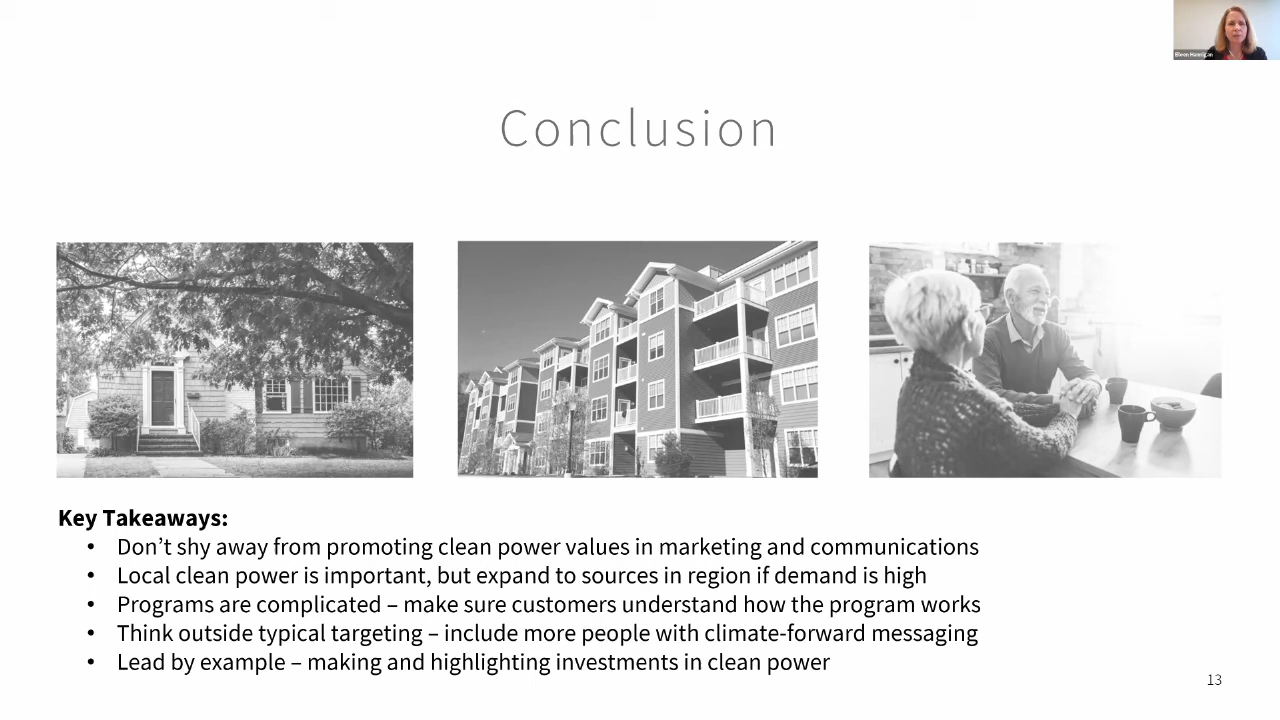 Eileen Hannigan
Conclusion
Key Takeaways:
• Don’t shy away from promoting clean power values in marketing and communications
• Local clean power is important, but expand to sources in region if demand is high
• Programs are complicated – make sure customers understand how the program works
• Think outside typical targeting – include more people with climate-forward messaging
• Lead by example – making and highlighting investments in clean power
13